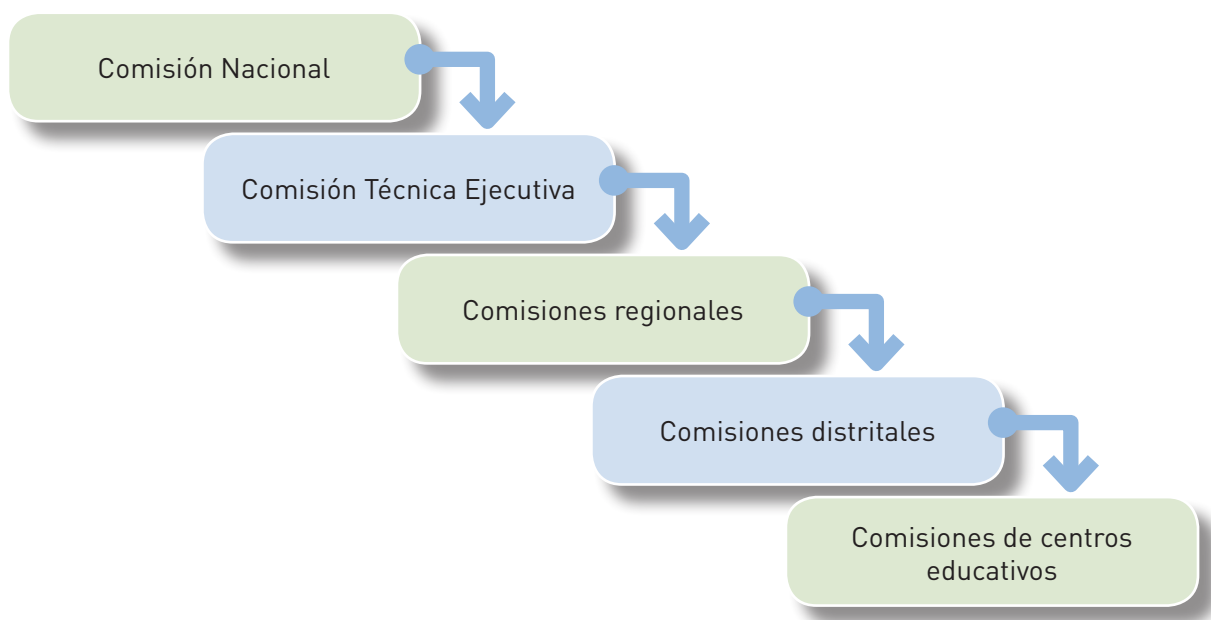 Comisión Nacional
Comisión Técnica Ejecutiva
Comisiones regionales
Comisiones distritales
Comisiones de centros
educativos